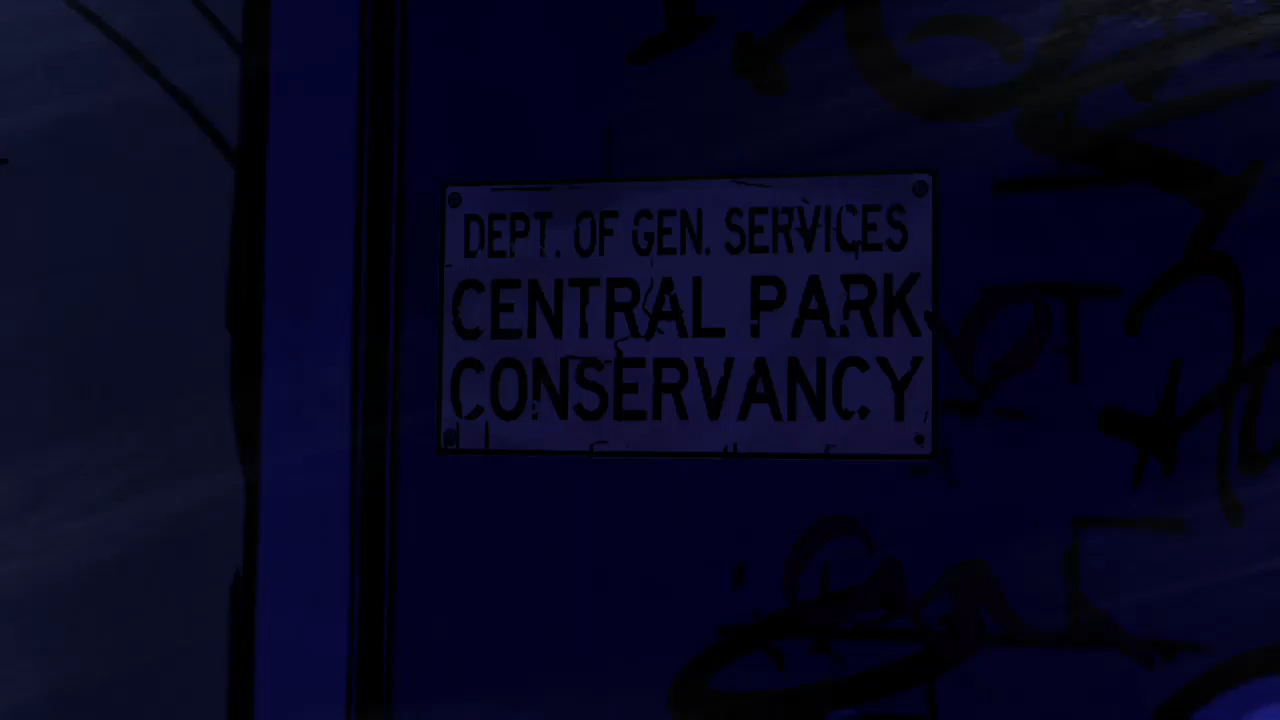 DEPT. OF GEN. SERVICES
CENTRAL PARK
CONSERVANCY